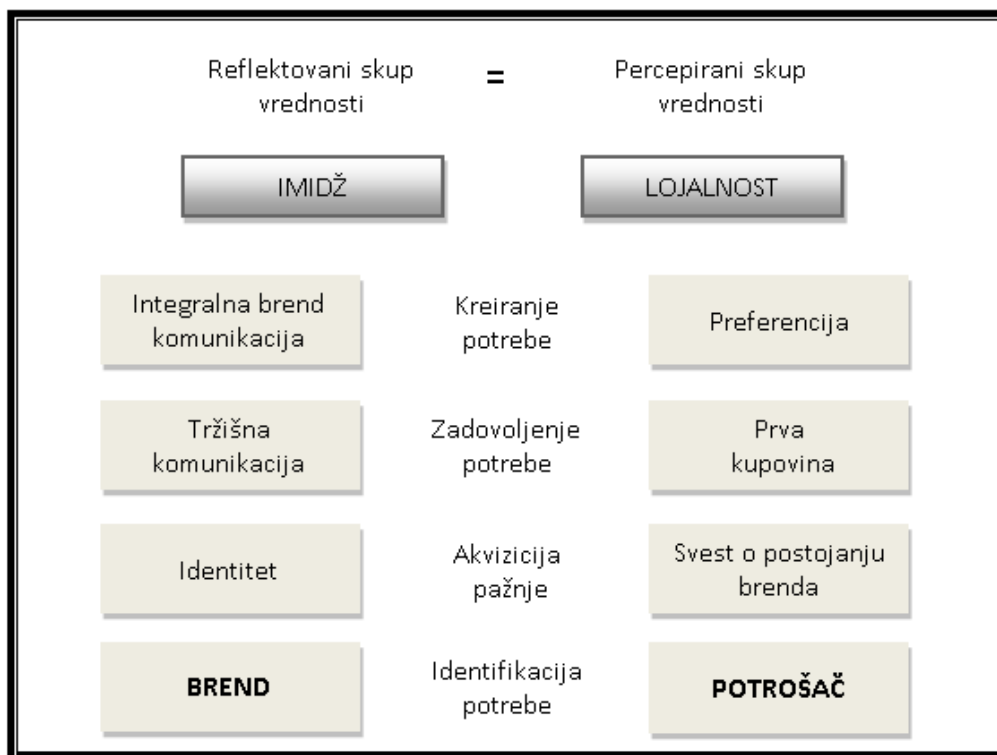 Reflektovani skup
vrednosti
=
Percepirani skup
vrednosti
IMIDŽ
LOJALNOST
Integralna brend
komunikacija
Kreiranje
potrebe
Preferencija
Tržišna
komunikacija
Zadovoljenje
potrebe
Prva
kupovina
Identitet
Akvizicija
pažnje
Svest o postojanju
brenda
BREND
Identifikacija
potrebe
POTROŠAČ